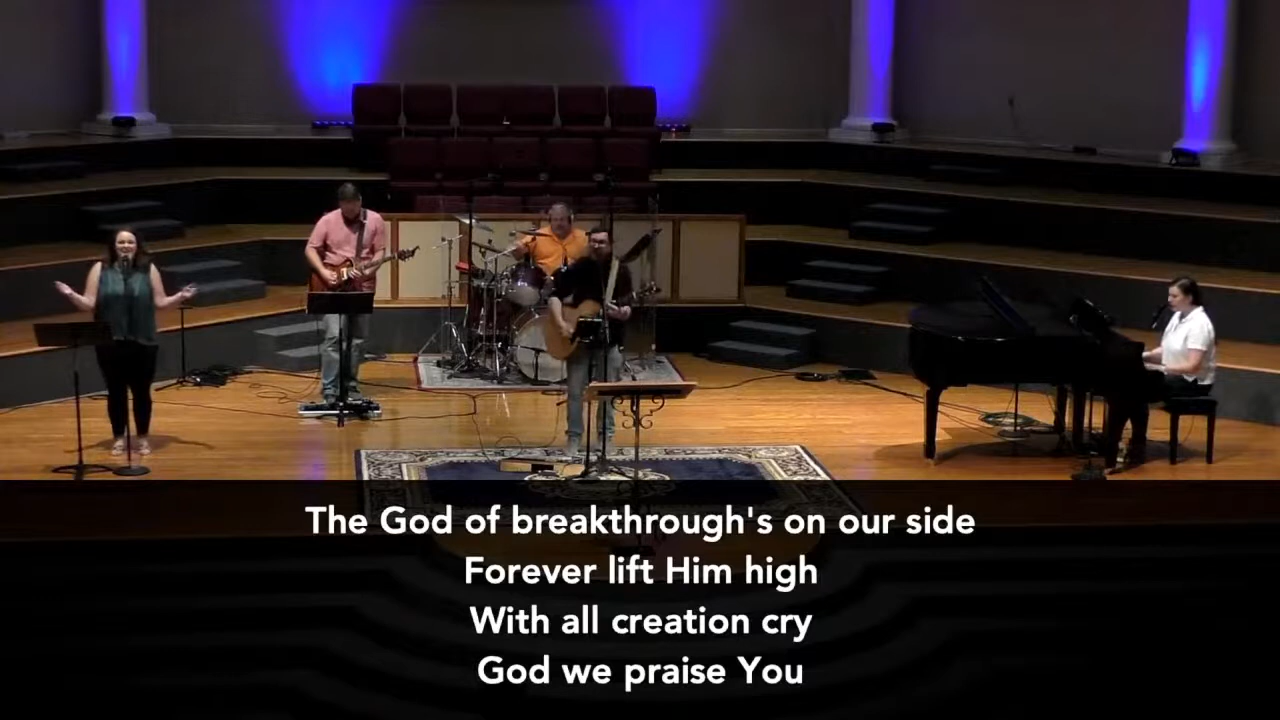 The God of breakthrough's on our side
Forever lift Him high
With all creation cry
God we praise You